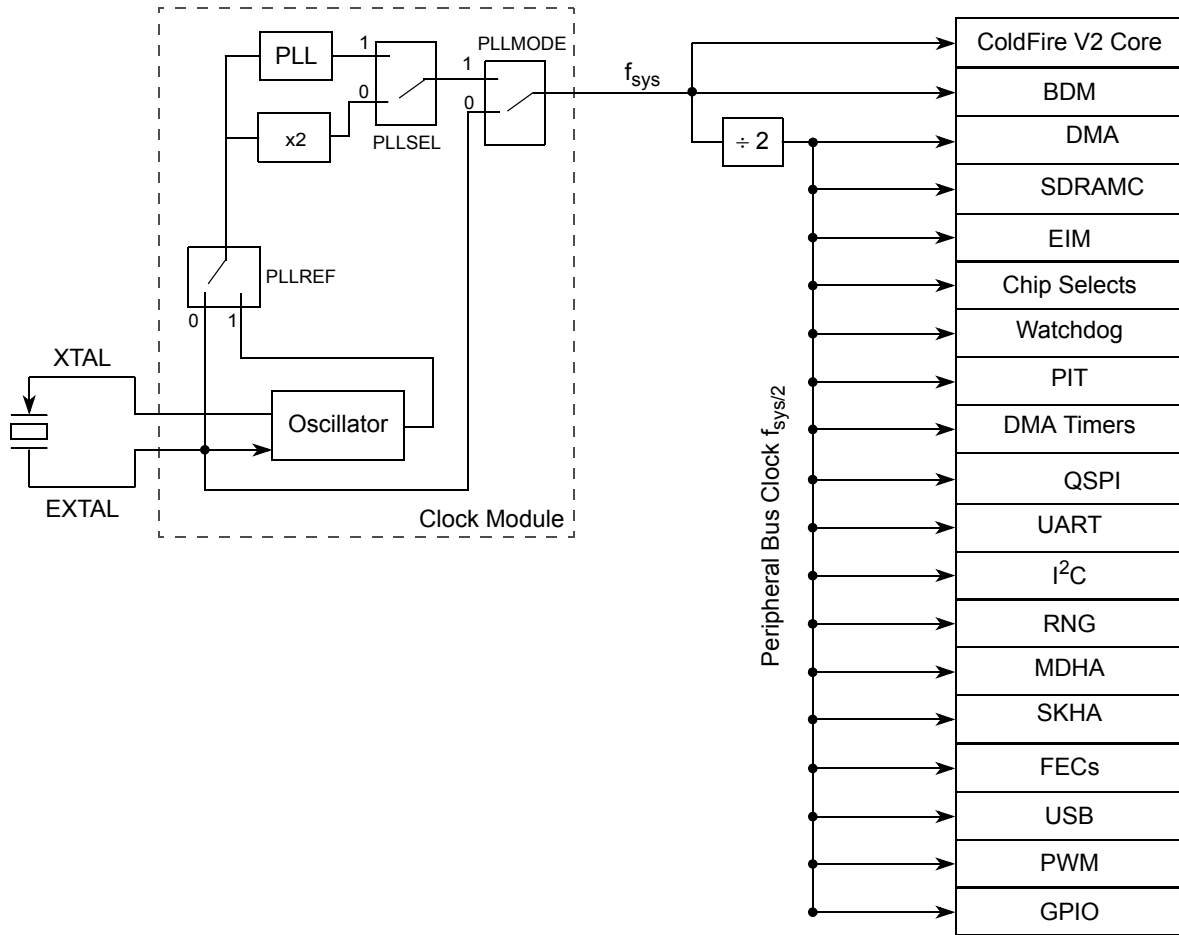 PLLMODE
1
PLL
1
0
0
x2
PLLSEL
f_sys
÷ 2
PLLREF
0
1
XTAL
Oscillator
EXTAL
Clock Module
Peripheral Bus Clock f_sys/2
ColdFire V2 Core
BDM
DMA
SDRAMC
EIM
Chip Selects
Watchdog
PIT
DMA Timers
QSPI
UART
I²C
RNG
MDHA
SKHA
FECs
USB
PWM
GPIO